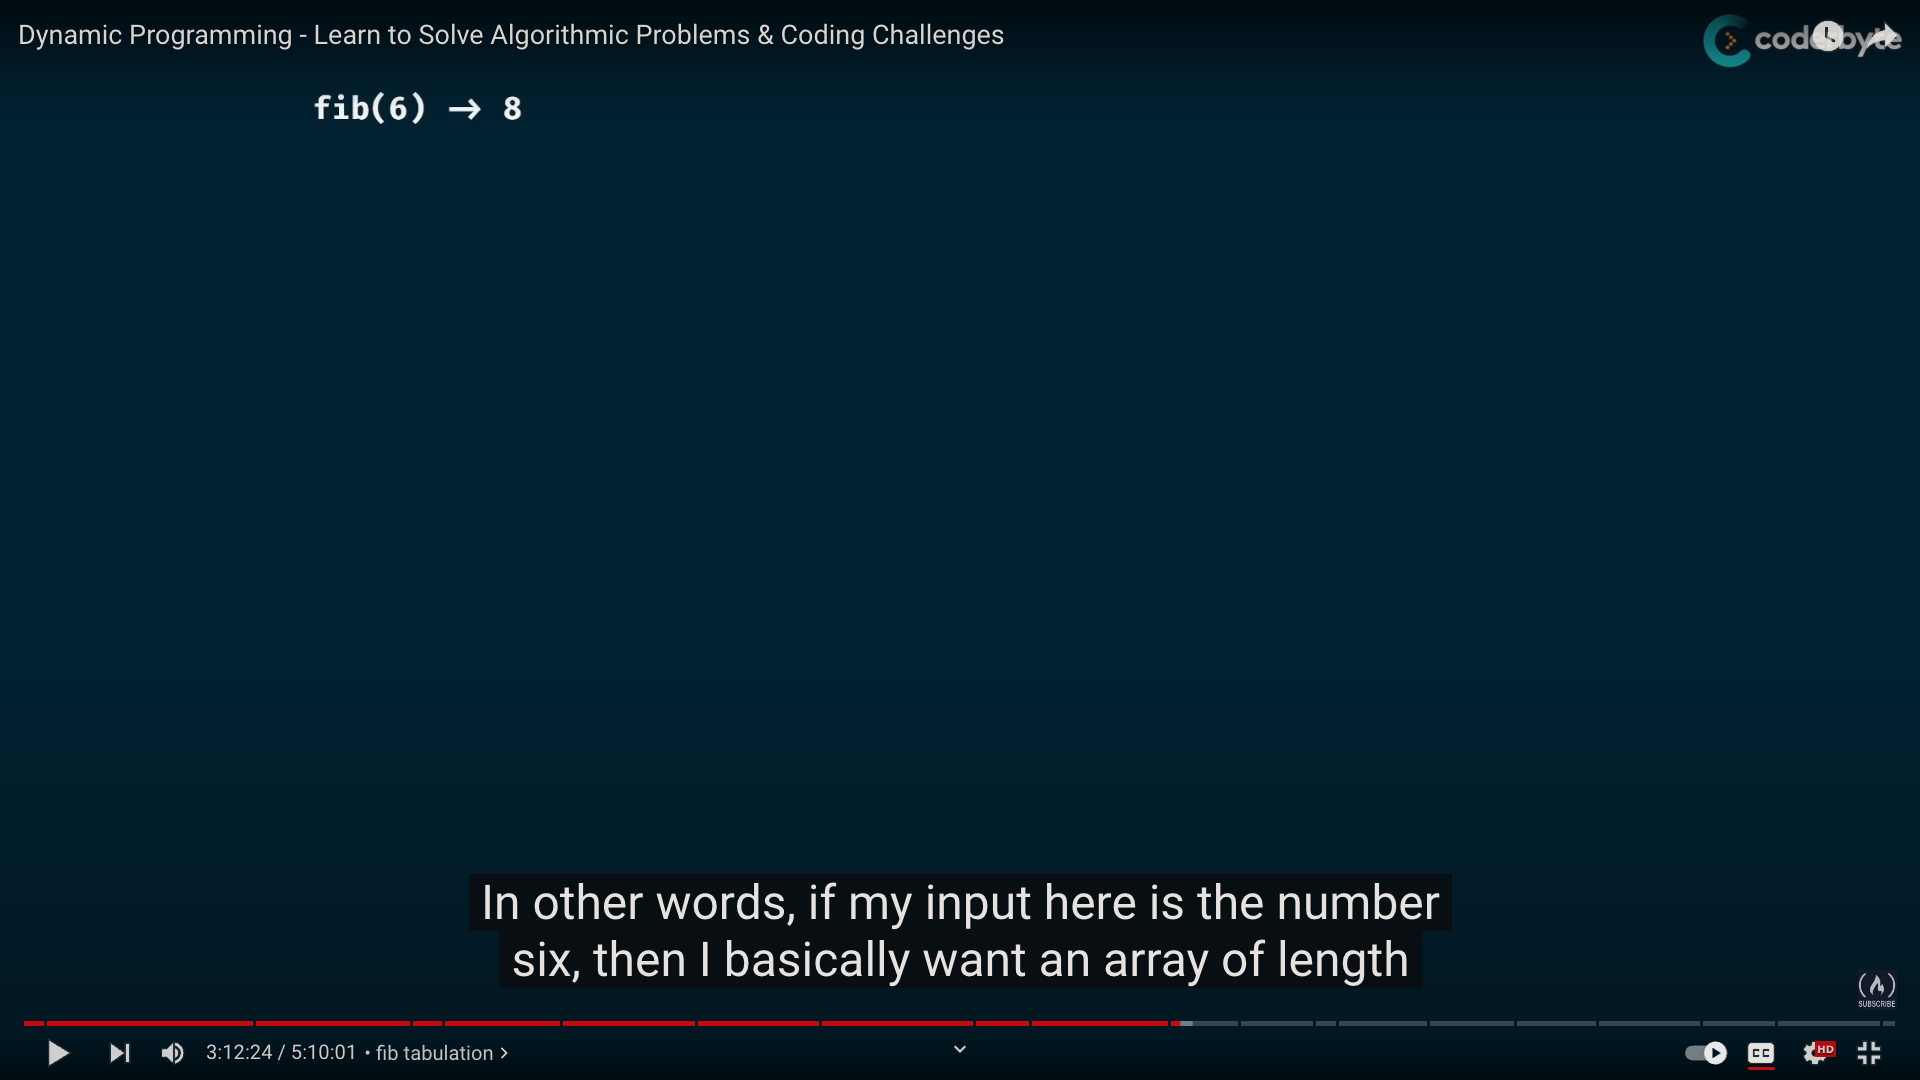 Dynamic Programming - Learn to Solve Algorithmic Problems & Coding Challenges
coderbyte
fib(6) → 8
In other words, if my input here is the number
six, then I basically want an array of length
SUBSCRIBE
3:12:24 / 5:10:01 • fib tabulation >
CC
HD